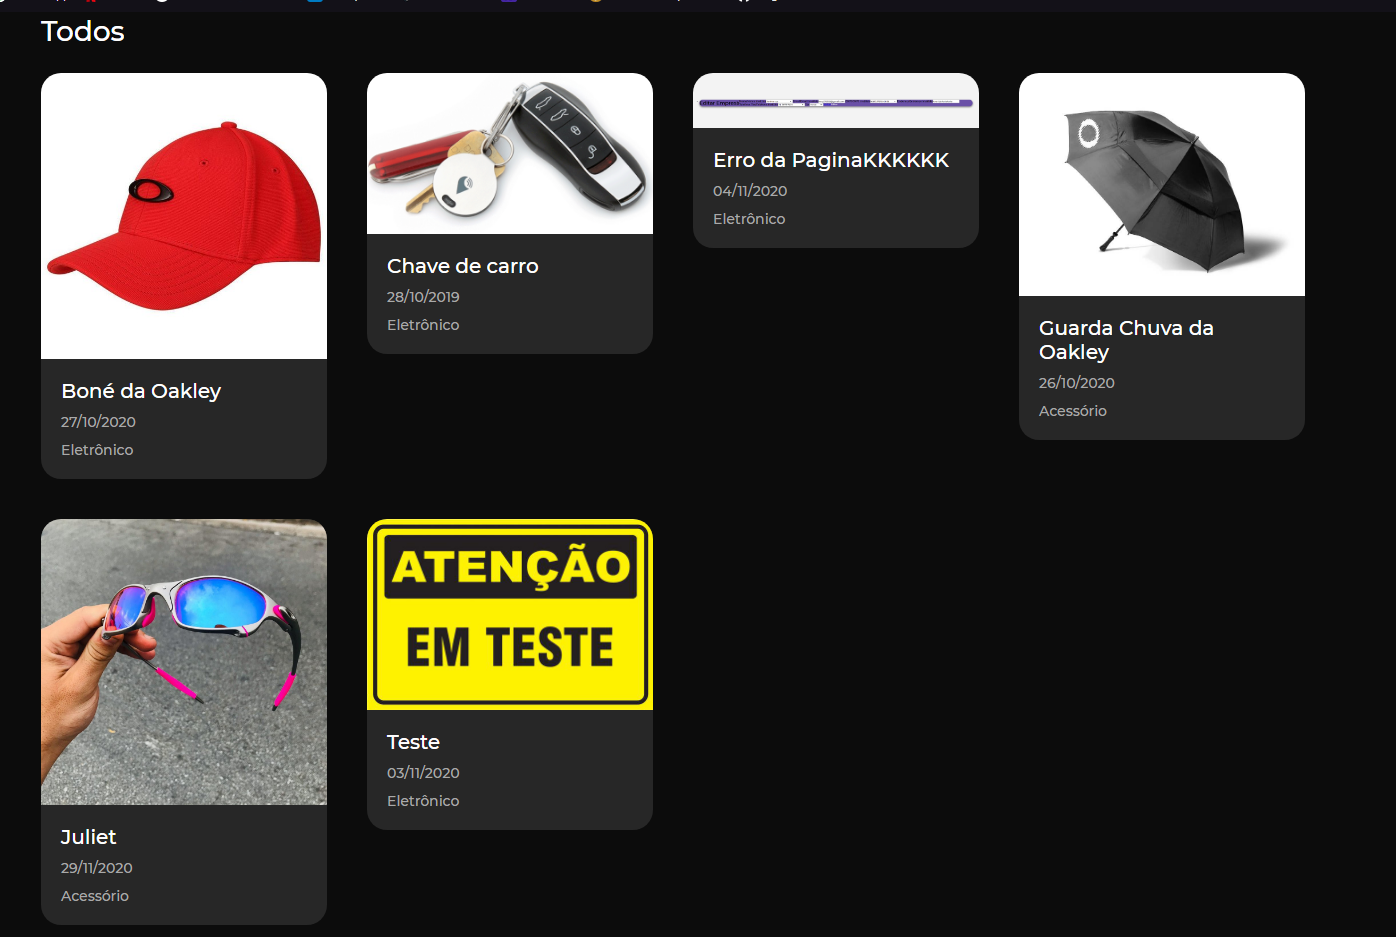 Todos
Boné da Oakley
27/10/2020
Eletrônico
Chave de carro
28/10/2019
Eletrônico
Erro da PaginaKKKKKK
04/11/2020
Eletrônico
Guarda Chuva da
Oakley
26/10/2020
Acessório
Juliet
29/11/2020
Acessório
ATENÇÃO
EM TESTE
Teste
03/11/2020
Eletrônico